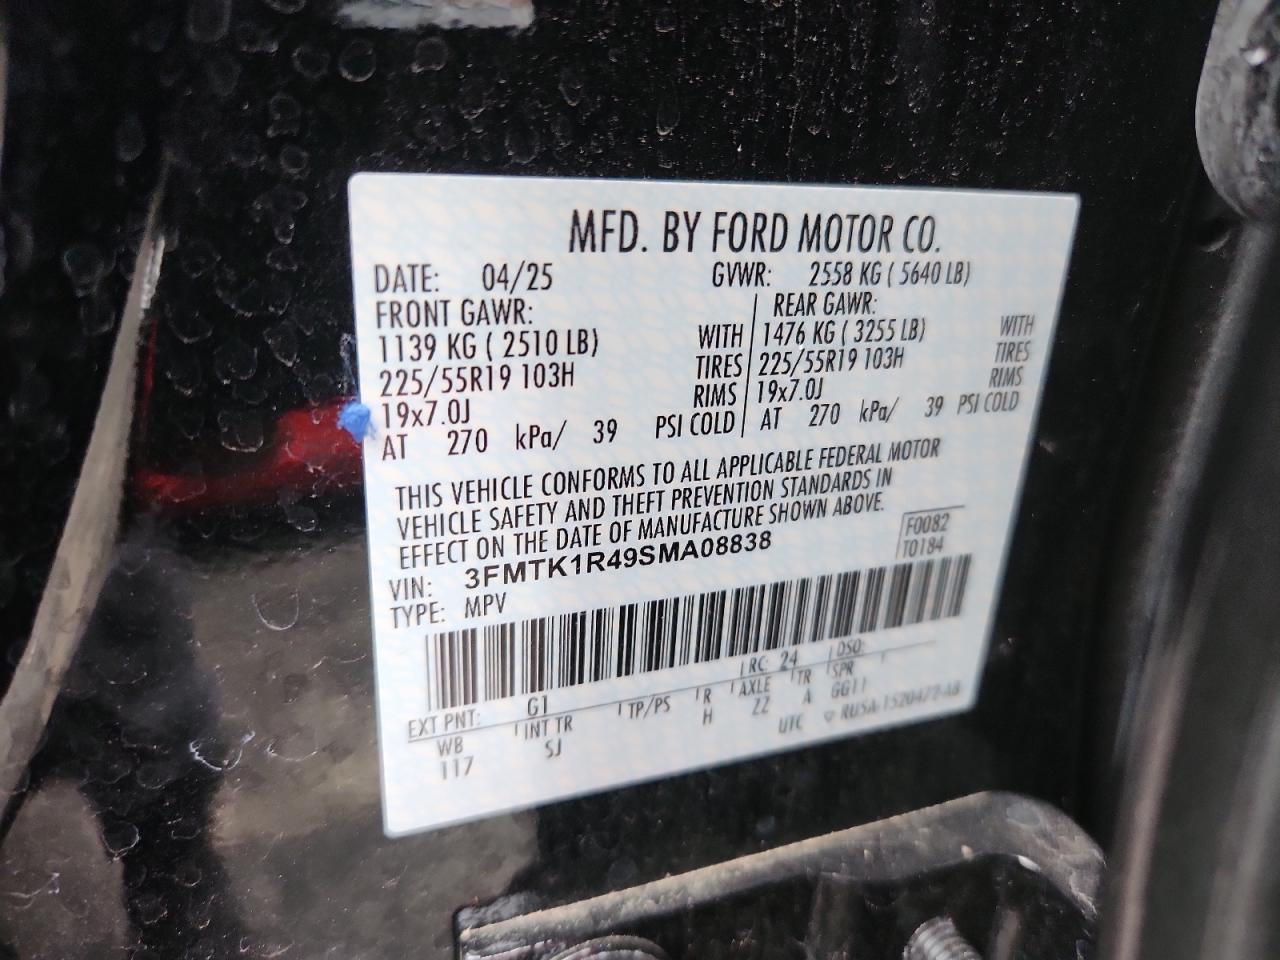 MFD. BY FORD MOTOR CO.
DATE: 04/25 GVWR: 2558 KG ( 5640 LB)
FRONT GAWR: REAR GAWR:
1139 KG ( 2510 LB) WITH 1476 KG ( 3255 LB) WITH
225/55R19 103H TIRES 225/55R19 103H TIRES
19x7.0J RIMS 19x7.0J RIMS
AT 270 kPa/ 39 PSI COLD AT 270 kPa/ 39 PSI COLD
THIS VEHICLE CONFORMS TO ALL APPLICABLE FEDERAL MOTOR
VEHICLE SAFETY AND THEFT PREVENTION STANDARDS IN
EFFECT ON THE DATE OF MANUFACTURE SHOWN ABOVE.
F0082
T0184
VIN: 3FMTK1R49SMA08838
TYPE: MPV
EXT PNT: G1 RC: 24 DSO:
WB INT TR TP/PS R AXLE TR SPR
117 SJ H ZZ A GG11
UTC ▽ RU5A-1520472-AB